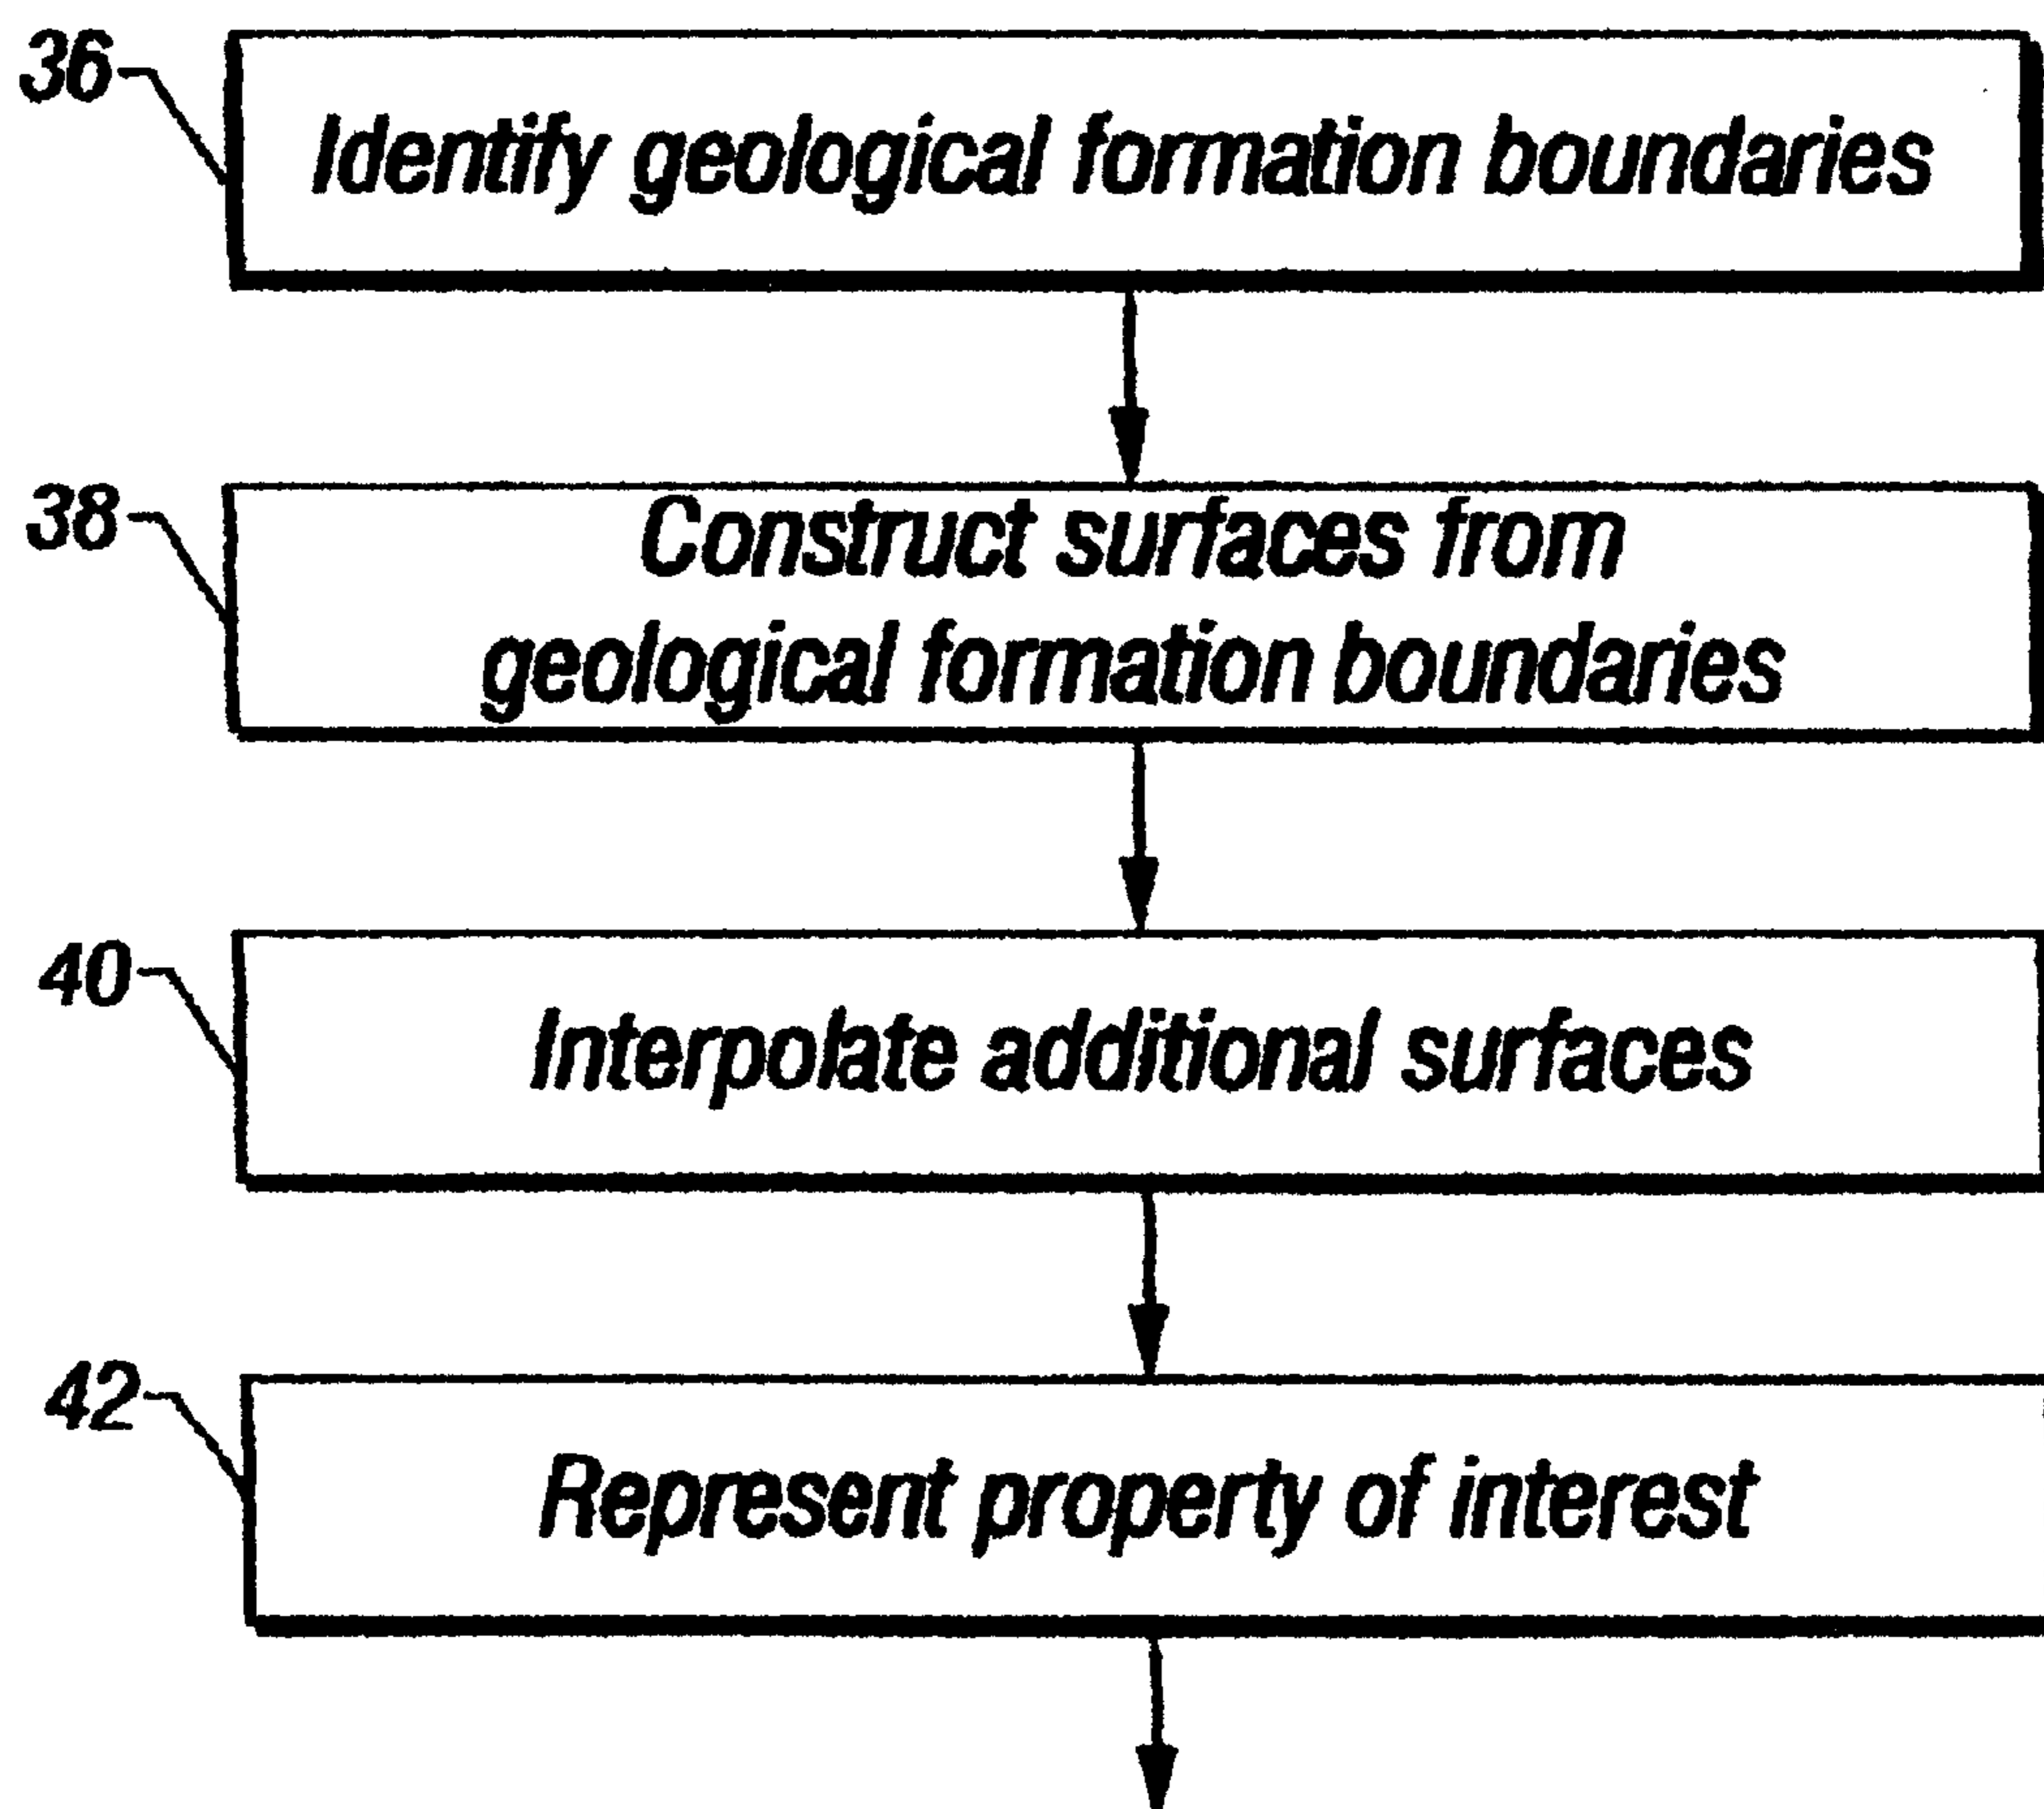 36
Identify geological formation boundaries
38
Construct surfaces from
geological formation boundaries
40
Interpolate additional surfaces
42
Represent property of interest